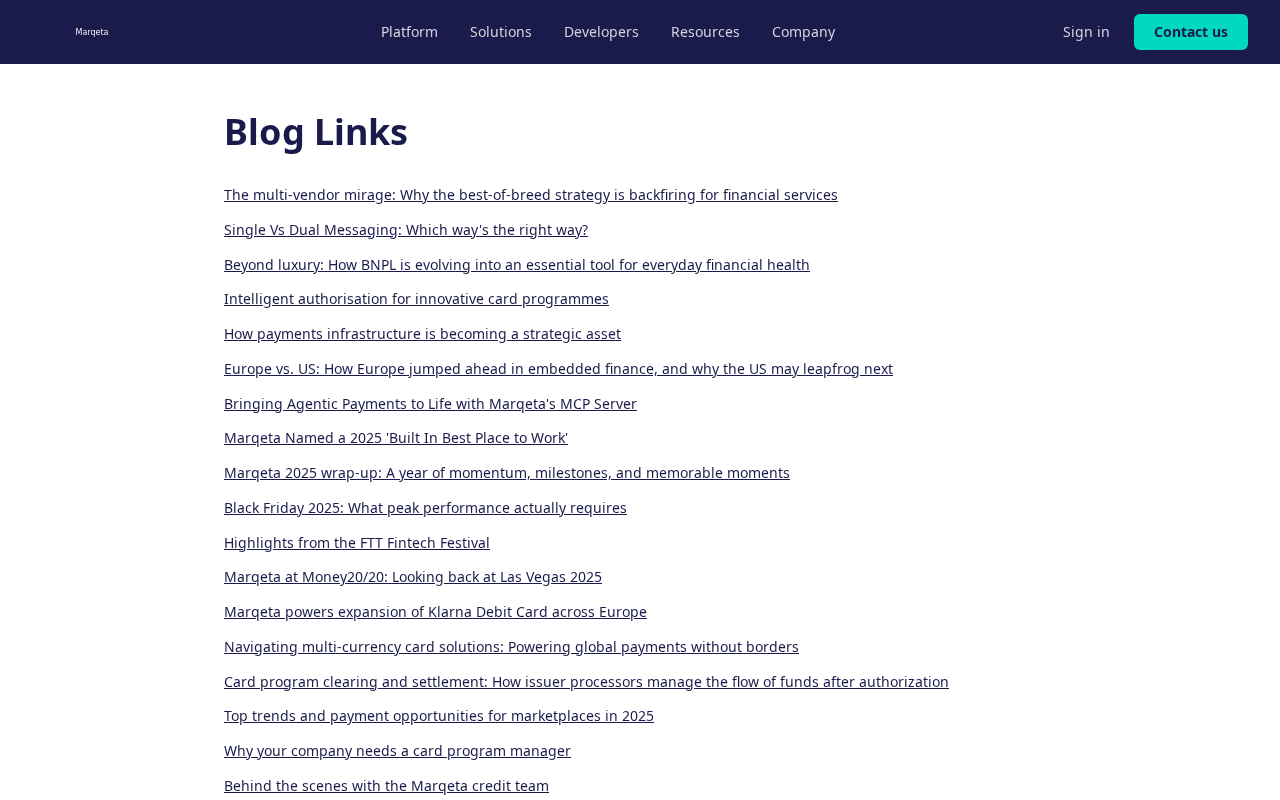 Marqeta
Platform
Solutions
Developers
Resources
Company
Sign in
Contact us
Blog Links
The multi-vendor mirage: Why the best-of-breed strategy is backfiring for financial services
Single Vs Dual Messaging: Which way's the right way?
Beyond luxury: How BNPL is evolving into an essential tool for everyday financial health
Intelligent authorisation for innovative card programmes
How payments infrastructure is becoming a strategic asset
Europe vs. US: How Europe jumped ahead in embedded finance, and why the US may leapfrog next
Bringing Agentic Payments to Life with Marqeta's MCP Server
Marqeta Named a 2025 'Built In Best Place to Work'
Marqeta 2025 wrap-up: A year of momentum, milestones, and memorable moments
Black Friday 2025: What peak performance actually requires
Highlights from the FTT Fintech Festival
Marqeta at Money20/20: Looking back at Las Vegas 2025
Marqeta powers expansion of Klarna Debit Card across Europe
Navigating multi-currency card solutions: Powering global payments without borders
Card program clearing and settlement: How issuer processors manage the flow of funds after authorization
Top trends and payment opportunities for marketplaces in 2025
Why your company needs a card program manager
Behind the scenes with the Marqeta credit team